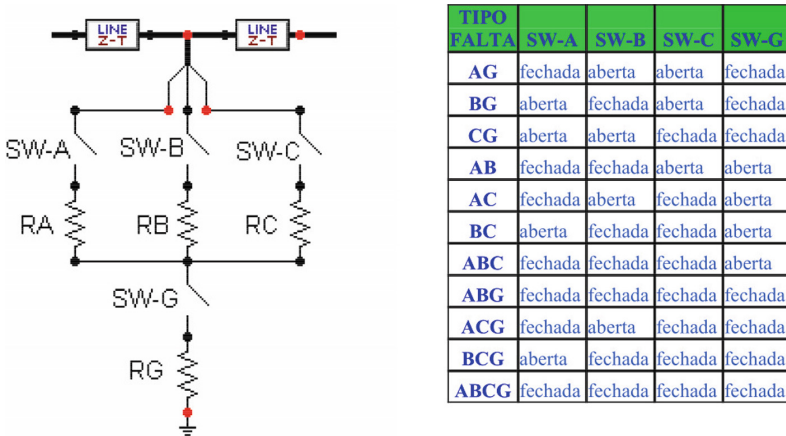 LINE
Z-T
LINE
Z-T
SW-A
SW-B
SW-C
RA
RB
RC
SW-G
RG
TIPO
FALTA SW-A SW-B SW-C SW-G
AG fechada aberta aberta fechada
BG aberta fechada aberta fechada
CG aberta aberta fechada fechada
AB fechada fechada aberta aberta
AC fechada aberta fechada aberta
BC aberta fechada fechada aberta
ABC fechada fechada fechada aberta
ABG fechada fechada fechada fechada
ACG fechada aberta fechada fechada
BCG aberta fechada fechada fechada
ABCG fechada fechada fechada fechada